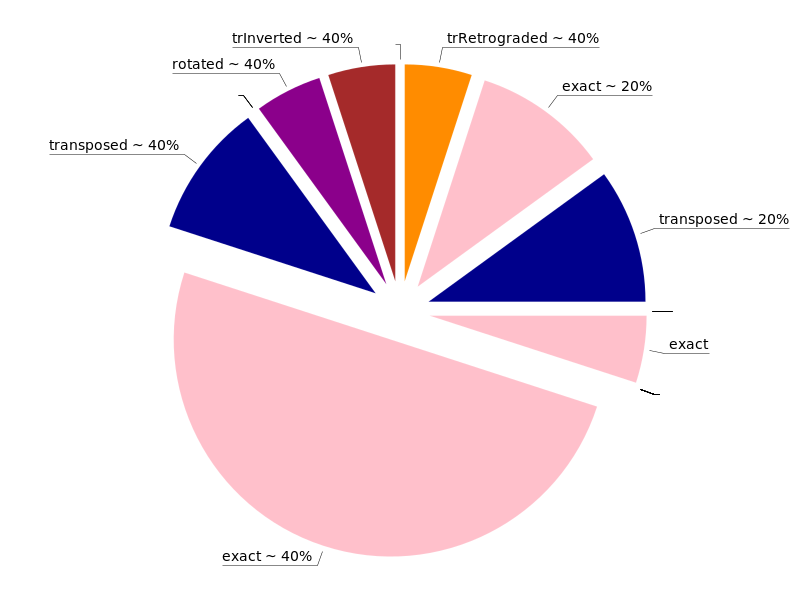 trInverted ~ 40%
trRetrograded ~ 40%
rotated ~ 40%
exact ~ 20%
transposed ~ 40%
transposed ~ 20%
exact
exact ~ 40%